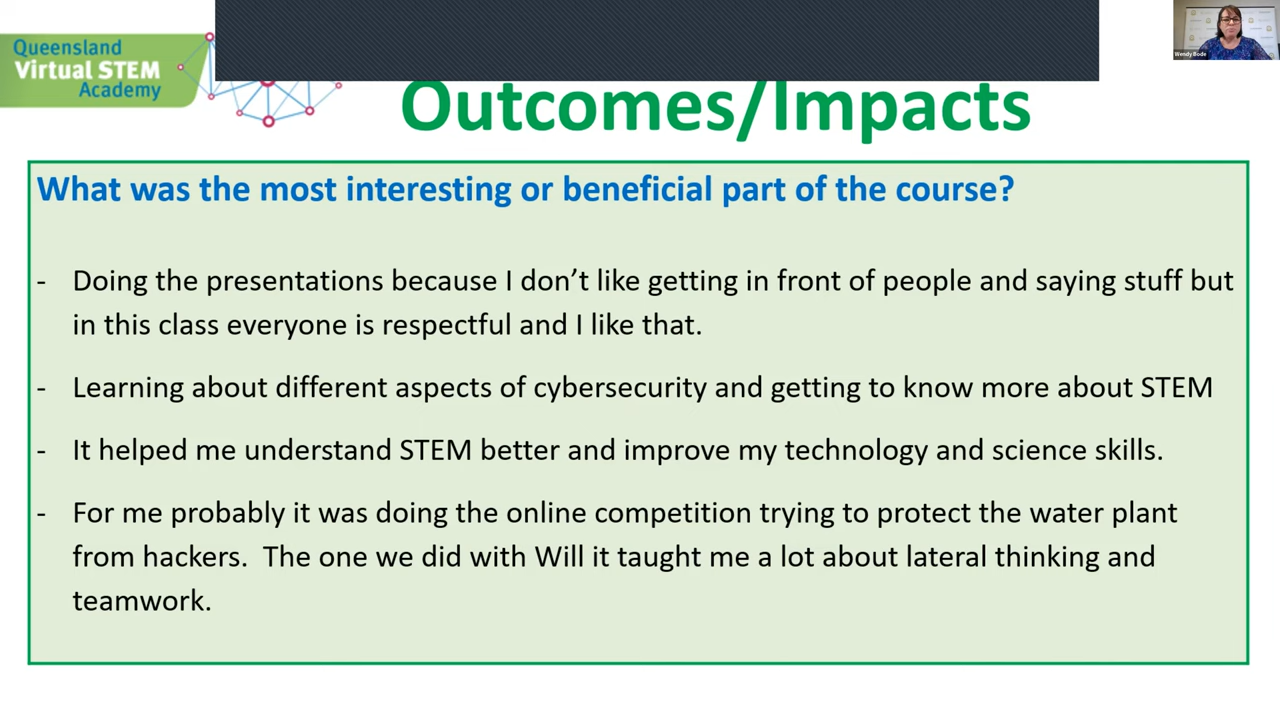 Queensland
Virtual STEM
Academy
Wendy Bode
Outcomes/Impacts
What was the most interesting or beneficial part of the course?
- Doing the presentations because I don’t like getting in front of people and saying stuff but
in this class everyone is respectful and I like that.
- Learning about different aspects of cybersecurity and getting to know more about STEM
- It helped me understand STEM better and improve my technology and science skills.
- For me probably it was doing the online competition trying to protect the water plant
from hackers.  The one we did with Will it taught me a lot about lateral thinking and
teamwork.